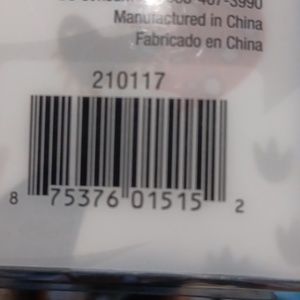 Manufactured in China
Fabricado en China
210117
8 75376 01515 2